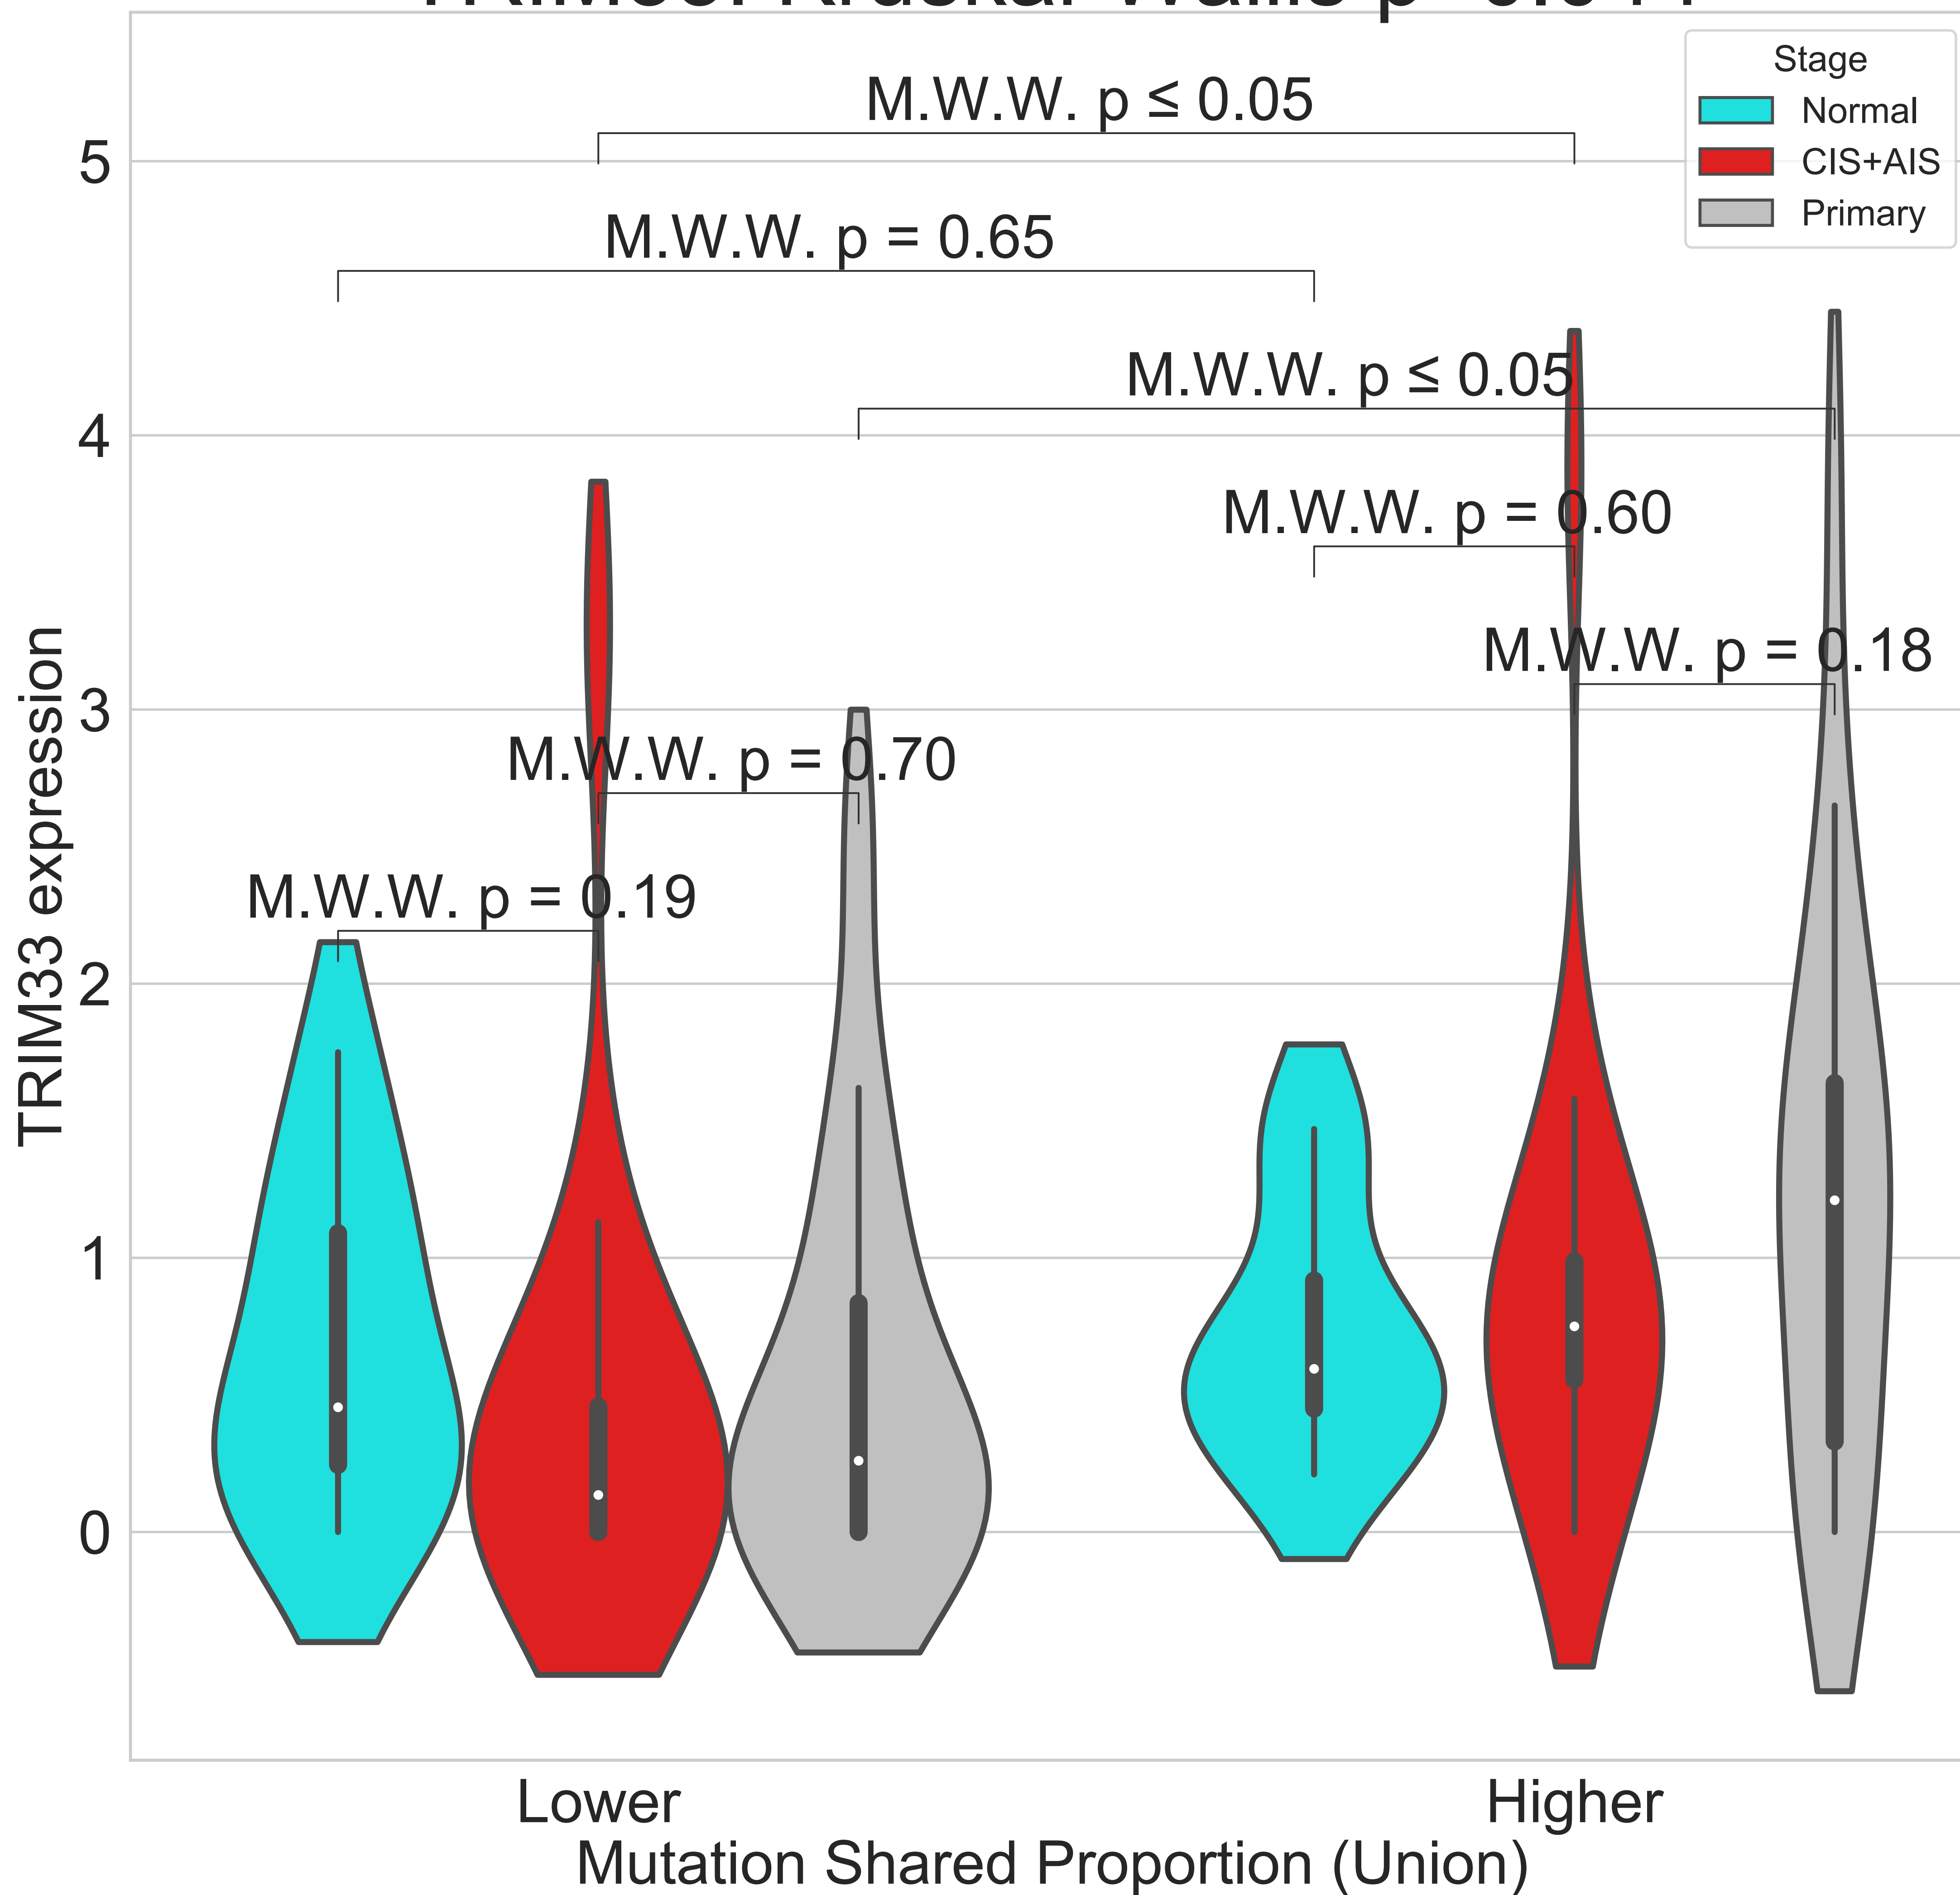 Stage
Normal
CIS+AIS
Primary
M.W.W. p ≤ 0.05
M.W.W. p = 0.65
M.W.W. p ≤ 0.05
M.W.W. p = 0.60
M.W.W. p = 0.18
M.W.W. p = 0.70
M.W.W. p = 0.19
TRIM33 expression
5
4
3
2
1
0
Lower
Higher
Mutation Shared Proportion (Union)